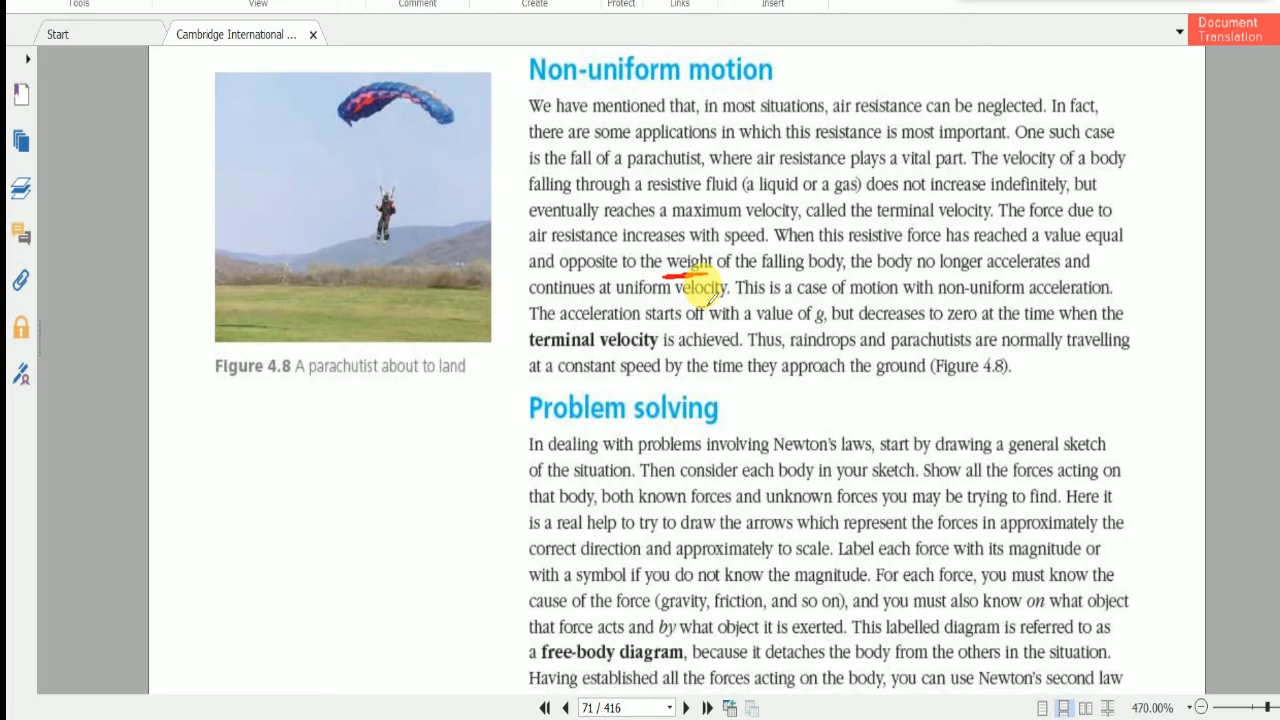 Tools View Comment Create Protect Links Insert
Start Cambridge International ... x Document
Translation
Non-uniform motion
We have mentioned that, in most situations, air resistance can be neglected. In fact,
there are some applications in which this resistance is most important. One such case
is the fall of a parachutist, where air resistance plays a vital part. The velocity of a body
falling through a resistive fluid (a liquid or a gas) does not increase indefinitely, but
eventually reaches a maximum velocity, called the terminal velocity. The force due to
air resistance increases with speed. When this resistive force has reached a value equal
and opposite to the weight of the falling body, the body no longer accelerates and
continues at uniform velocity. This is a case of motion with non-uniform acceleration.
The acceleration starts off with a value of g, but decreases to zero at the time when the
terminal velocity is achieved. Thus, raindrops and parachutists are normally travelling
at a constant speed by the time they approach the ground (Figure 4.8).
Figure 4.8 A parachutist about to land
Problem solving
In dealing with problems involving Newton's laws, start by drawing a general sketch
of the situation. Then consider each body in your sketch. Show all the forces acting on
that body, both known forces and unknown forces you may be trying to find. Here it
is a real help to try to draw the arrows which represent the forces in approximately the
correct direction and approximately to scale. Label each force with its magnitude or
with a symbol if you do not know the magnitude. For each force, you must know the
cause of the force (gravity, friction, and so on), and you must also know on what object
that force acts and by what object it is exerted. This labelled diagram is referred to as
a free-body diagram, because it detaches the body from the others in the situation.
Having established all the forces acting on the body, you can use Newton's second law
71 / 416 470.00%